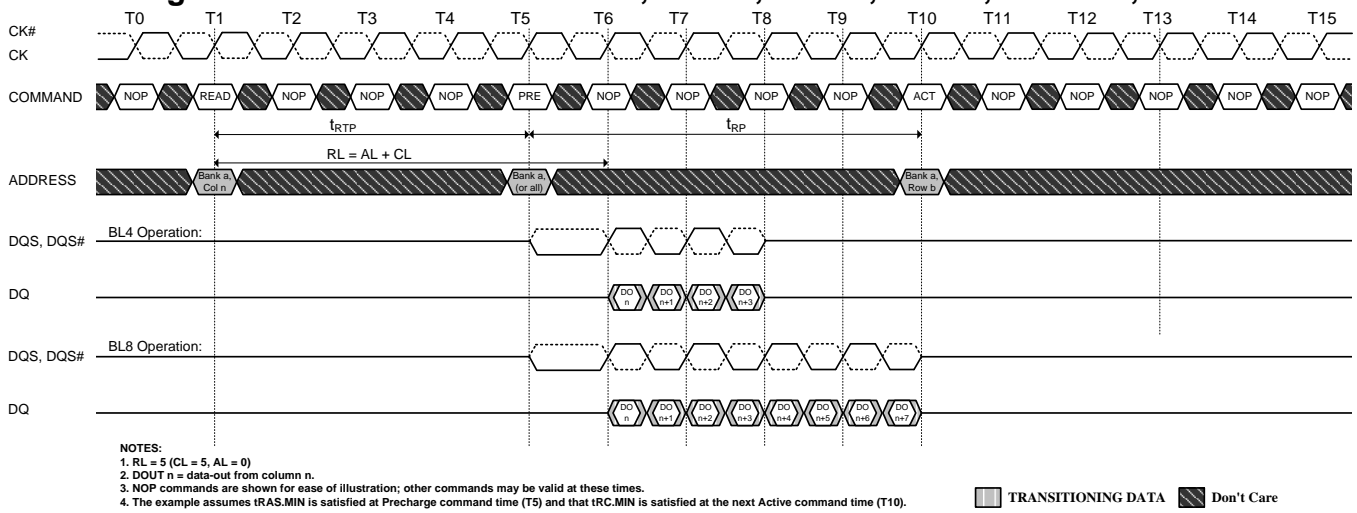 T0 T1 T2 T3 T4 T5 T6 T7 T8 T9 T10 T11 T12 T13 T14 T15
CK#
CK
COMMAND NOP READ NOP NOP NOP PRE NOP NOP NOP NOP ACT NOP NOP NOP NOP NOP
tRTP tRP
RL = AL + CL
ADDRESS Bank a, Col n Bank a, (or all) Bank a, Row b
BL4 Operation:
DQS, DQS#
DQ DO n DO n+1 DO n+2 DO n+3
BL8 Operation:
DQS, DQS#
DQ DO n DO n+1 DO n+2 DO n+3 DO n+4 DO n+5 DO n+6 DO n+7
NOTES:
1. RL = 5 (CL = 5, AL = 0)
2. DOUT n = data-out from column n.
3. NOP commands are shown for ease of illustration; other commands may be valid at these times.
4. The example assumes tRAS.MIN is satisfied at Precharge command time (T5) and that tRC.MIN is satisfied at the next Active command time (T10).
TRANSITIONING DATA Don't Care